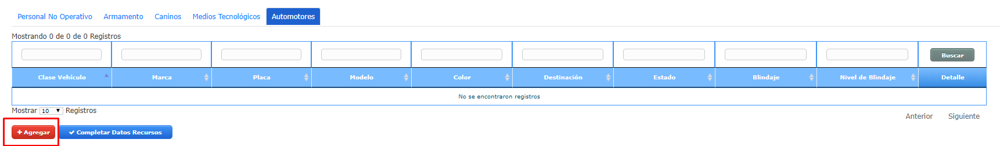 Personal No Operativo Armamento Caninos Medios Tecnológicos Automotores
Mostrando 0 de 0 de 0 Registros
Buscar
Clase Vehículo Marca Placa Modelo Color Destinación Estado Blindaje Nivel de Blindaje Detalle
No se encontraron registros
Mostrar 10 Registros
Anterior Siguiente
Agregar Completar Datos Recursos